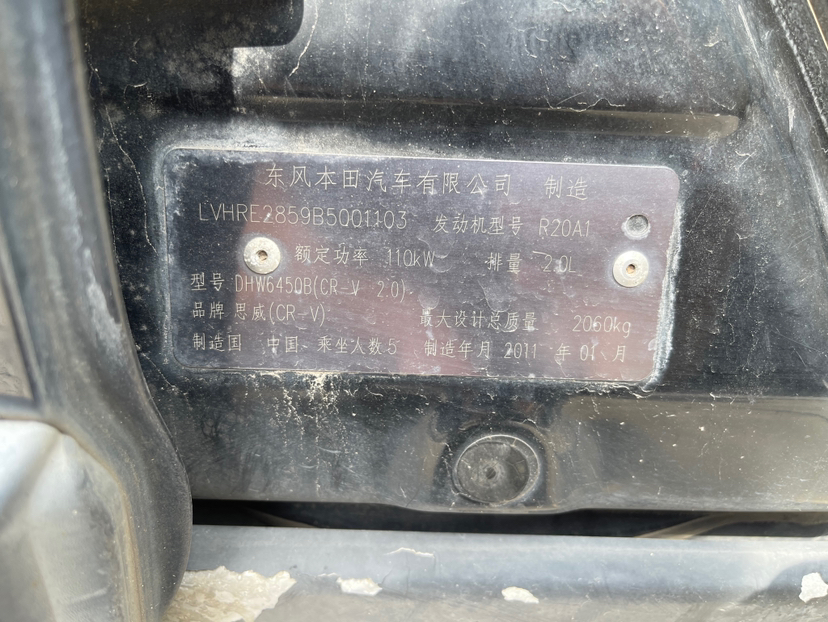 东风本田汽车有限公司 制造
LVHRE2859B5001103 发动机型号 R20A1
额定功率 110kW 排量 2.0L
型号 DHW6450B(CR-V 2.0)
品牌 思威(CR-V) 最大设计总质量 2060kg
制造国 中国 乘坐人数 5 制造年月 2011 年 01 月